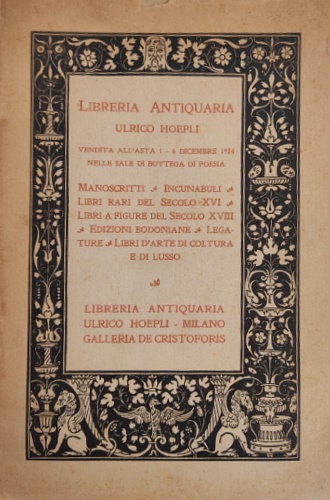 LIBRERIA ANTIQUARIA
ULRICO HOEPLI
VENDITA ALL'ASTA 1 - 6 DICEMBRE 1924
NELLE SALE DI BOTTEGA DI POESIA
MANOSCRITTI INCUNABULI
LIBRI RARI DEL SECOLO XVI
LIBRI A FIGURE DEL SECOLO XVIII
EDIZIONI BODONIANE LEGA-
TURE LIBRI D'ARTE DI COLTURA
E DI LUSSO
LIBRERIA ANTIQUARIA
ULRICO HOEPLI - MILANO
GALLERIA DE CRISTOFORIS